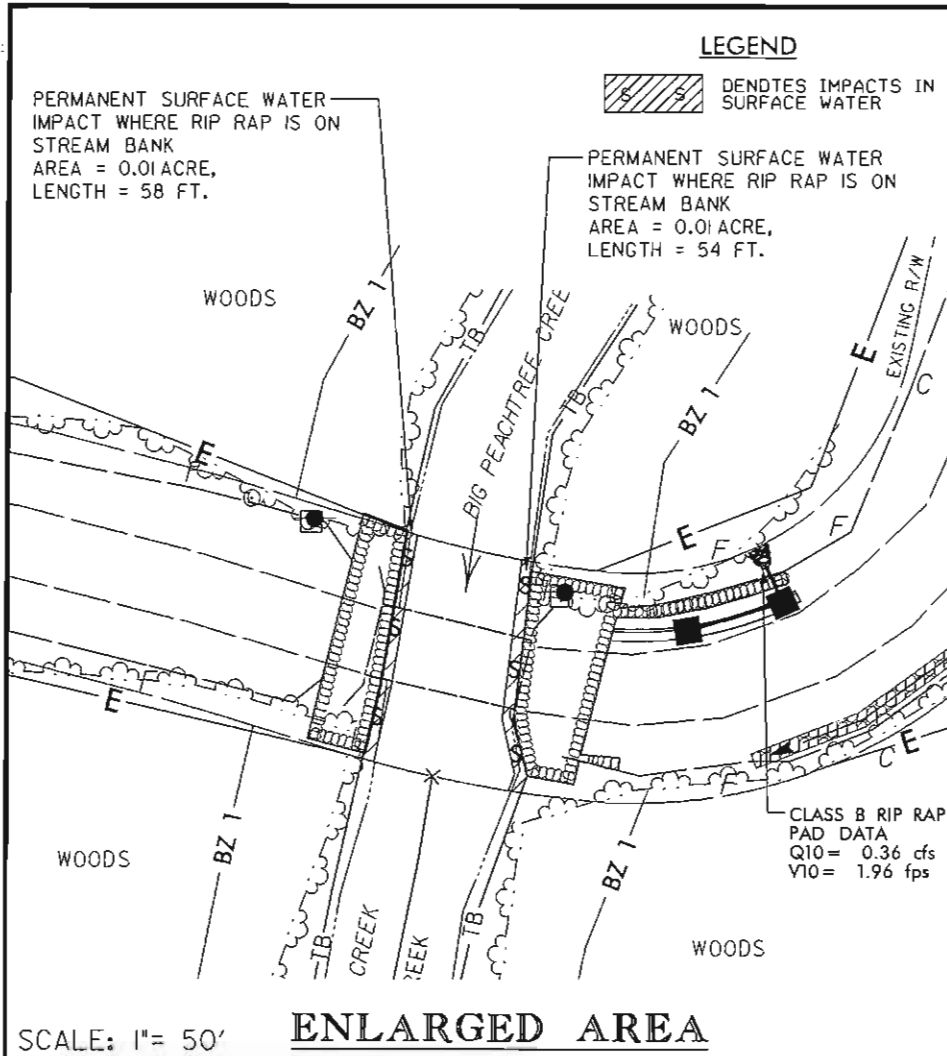 LEGEND
S S
DENOTES IMPACTS IN
SURFACE WATER
PERMANENT SURFACE WATER
IMPACT WHERE RIP RAP IS ON
STREAM BANK
AREA = 0.01 ACRE,
LENGTH = 58 FT.
PERMANENT SURFACE WATER
IMPACT WHERE RIP RAP IS ON
STREAM BANK
AREA = 0.01 ACRE,
LENGTH = 54 FT.
WOODS
BZ 1
TB
BIG PEACHTREE CREE
TB
WOODS
BZ 1
E
EXISTING R/W
C
F
C
E
F
F
S
S
S
S
S
S
E
E
C
F
BZ 1
WOODS
TB
CREEK
REEK
TB
BZ 1
WOODS
CLASS B RIP RAP
PAD DATA
Q10= 0.36 cfs
V10= 1.96 fps
SCALE: 1"= 50'
ENLARGED AREA